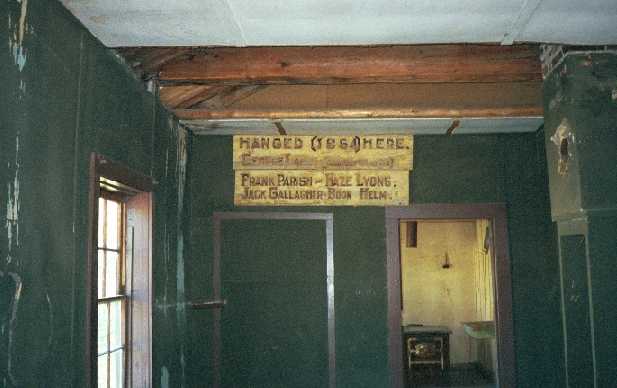 HANGED (1864) HERE.
FRANK PARISH - HAZE LYONS.
JACK GALLAGHER - BOON HELM.